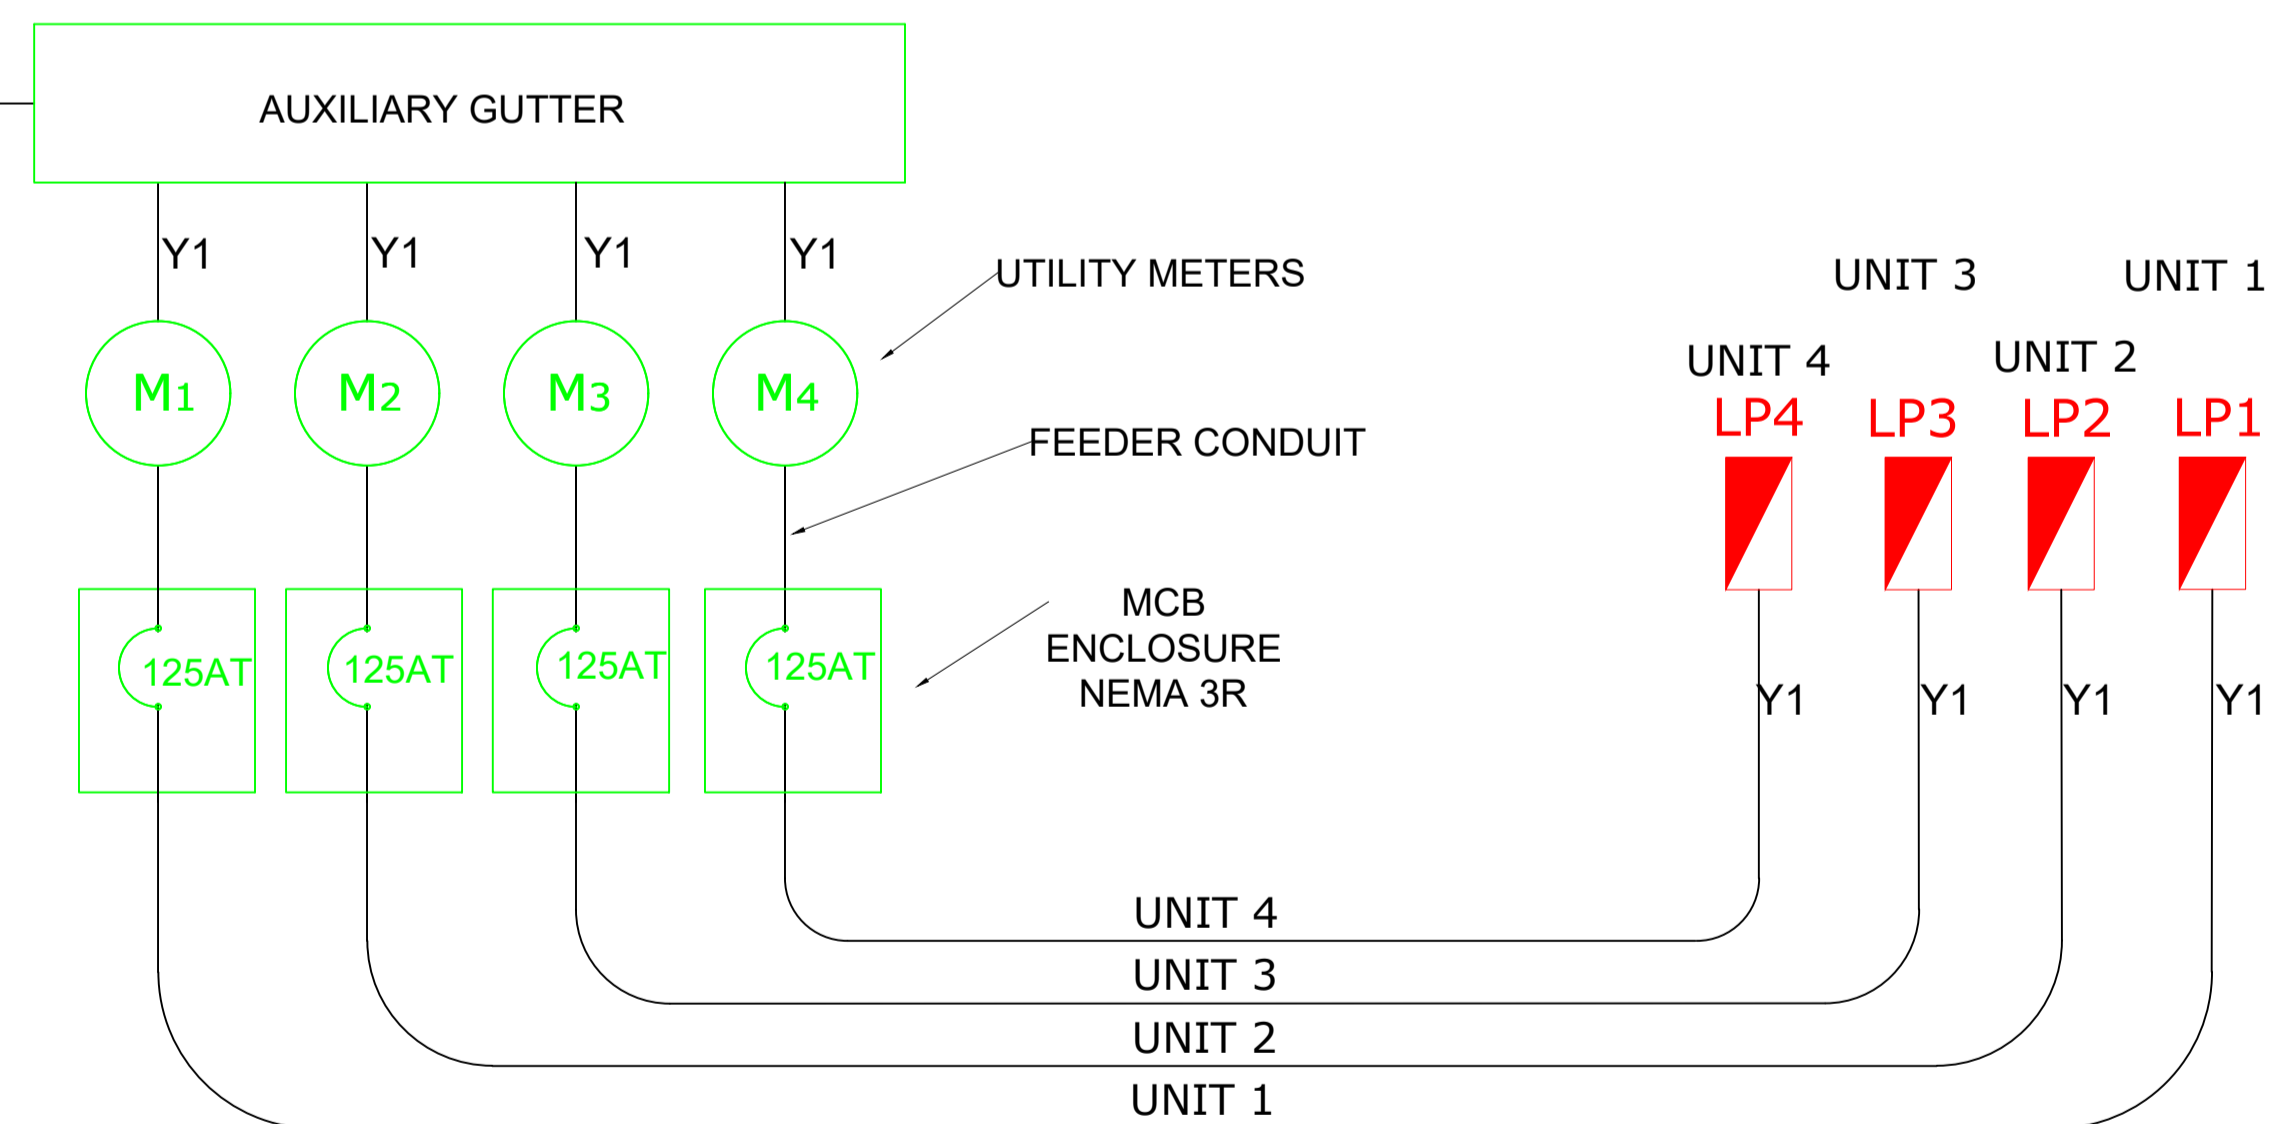 AUXILIARY GUTTER
Y1
Y1
Y1
Y1
UTILITY METERS
UNIT 3
UNIT 1
UNIT 4
UNIT 2
M1
M2
M3
M4
LP4
LP3
LP2
LP1
FEEDER CONDUIT
MCB
ENCLOSURE
NEMA 3R
125AT
125AT
125AT
125AT
Y1
Y1
Y1
Y1
UNIT 4
UNIT 3
UNIT 2
UNIT 1